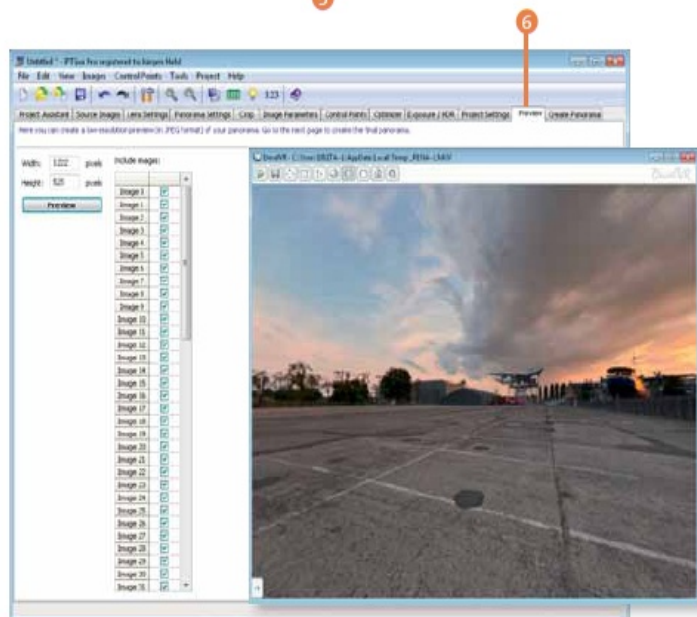 5
6
Untitled * - PTGui Pro registered to Jürgen Held
File Edit View Images Control Points Tools Project Help
123
Project Assistant Source Images Lens Settings Panorama Settings Crop Image Parameters Control Points Optimizer Exposure / HDR Project Settings Preview Create Panorama
Here you can create a low-resolution preview (in JPEG format) of your panorama. Go to the next page to create the final panorama.
Width: pixels Include images:
Height: pixels
Preview
Image 0
Image 1
Image 2
Image 3
Image 4
Image 5
Image 6
Image 7
Image 8
Image 9
Image 10
Image 11
Image 12
Image 13
Image 14
Image 15
Image 16
Image 17
Image 18
Image 19
Image 20
Image 21
Image 22
Image 23
Image 24
Image 25
Image 26
Image 27
Image 28
Image 29
Image 30
Image 31
DevalVR